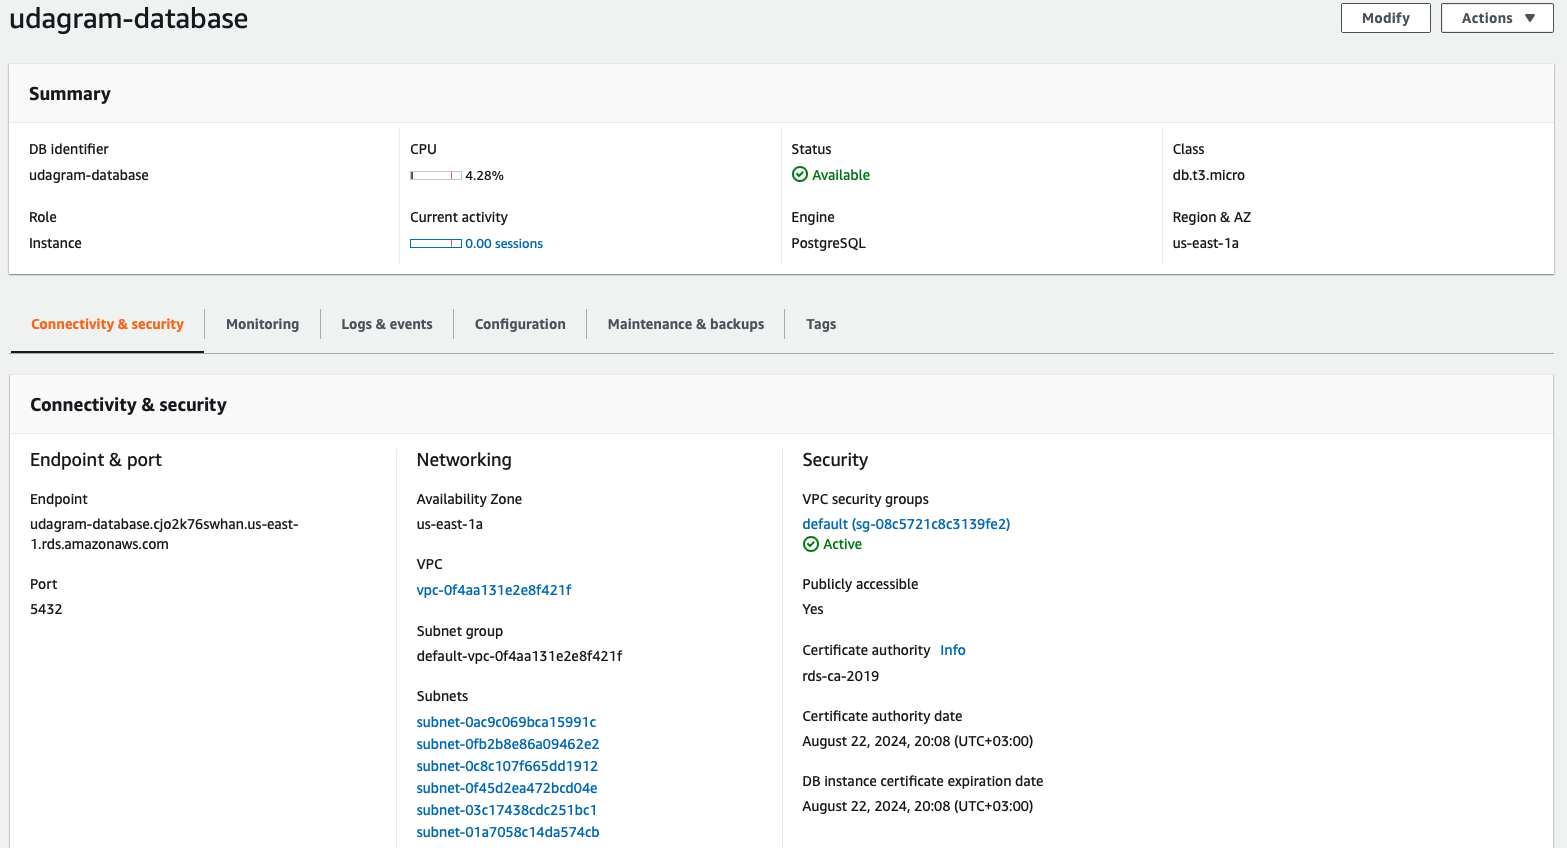 udagram-database
Modify
Actions
Summary
DB identifier
udagram-database
CPU
4.28%
Status
Available
Class
db.t3.micro
Role
Instance
Current activity
0.00 sessions
Engine
PostgreSQL
Region & AZ
us-east-1a
Connectivity & security
Monitoring
Logs & events
Configuration
Maintenance & backups
Tags
Connectivity & security
Endpoint & port
Endpoint
udagram-database.cjo2k76swhan.us-east-
1.rds.amazonaws.com
Port
5432
Networking
Availability Zone
us-east-1a
VPC
vpc-0f4aa131e2e8f421f
Subnet group
default-vpc-0f4aa131e2e8f421f
Subnets
subnet-0ac9c069bca15991c
subnet-0fb2b8e86a09462e2
subnet-0c8c107f665dd1912
subnet-0f45d2ea472bcd04e
subnet-03c17438cdc251bc1
subnet-01a7058c14da574cb
Security
VPC security groups
default (sg-08c5721c8c3139fe2)
Active
Publicly accessible
Yes
Certificate authority Info
rds-ca-2019
Certificate authority date
August 22, 2024, 20:08 (UTC+03:00)
DB instance certificate expiration date
August 22, 2024, 20:08 (UTC+03:00)